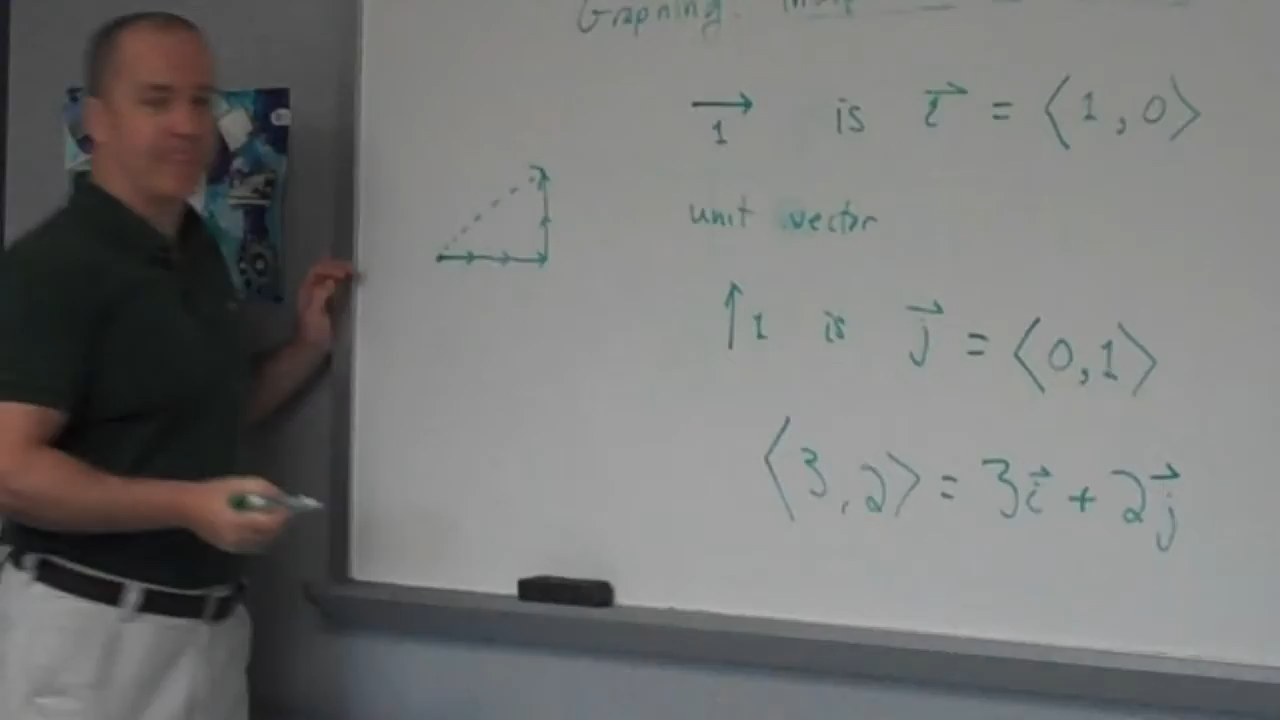 Graphing
1 is i⃗ = ⟨1,0⟩
unit vector
1 is j⃗ = ⟨0,1⟩
⟨3,2⟩ = 3i⃗ + 2j⃗